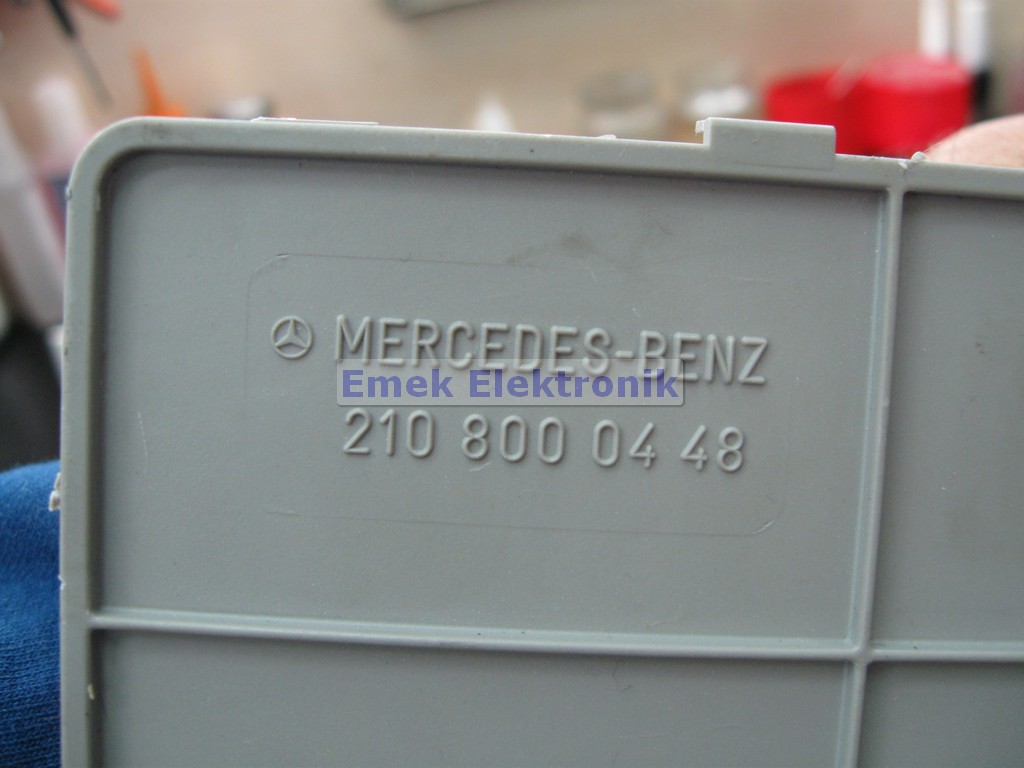 MERCEDES-BENZ
Emek Elektronik
210 800 04 48